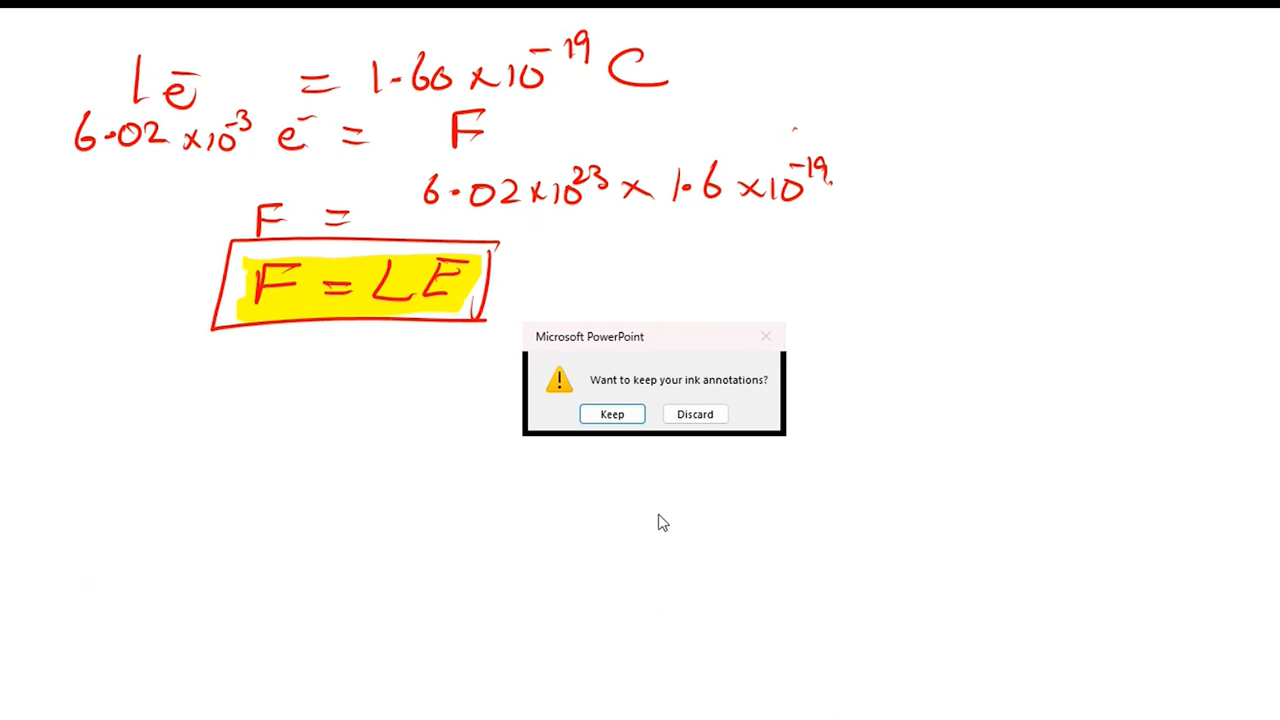 1 e⁻ = 1.60 × 10⁻¹⁹ C
6.02 × 10⁻³ e⁻ = F
6.02 × 10²³ × 1.6 × 10⁻¹⁹
F =
F = LE
Microsoft PowerPoint
Want to keep your ink annotations?
Keep Discard